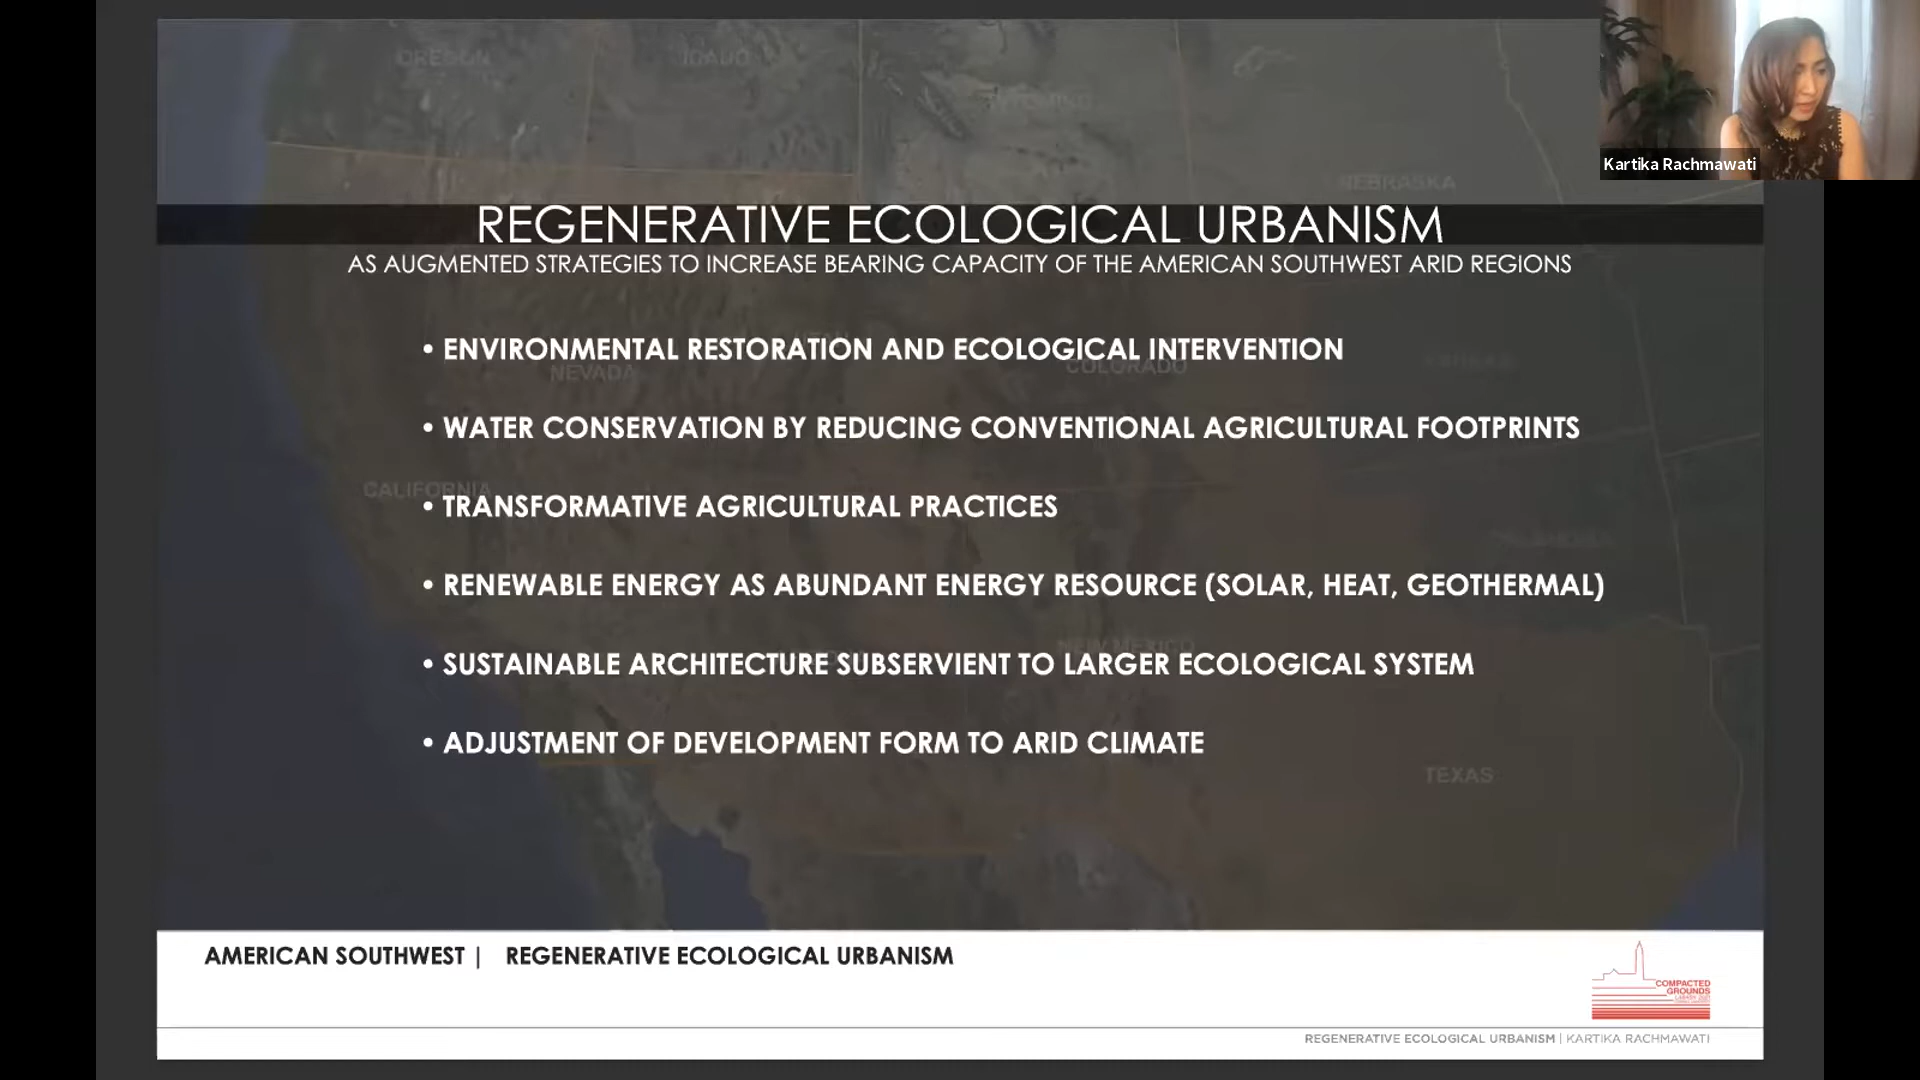 OREGON
IDAHO
WYOMING
NEBRASKA
Kartika Rachmawati
REGENERATIVE ECOLOGICAL URBANISM
AS AUGMENTED STRATEGIES TO INCREASE BEARING CAPACITY OF THE AMERICAN SOUTHWEST ARID REGIONS
• ENVIRONMENTAL RESTORATION AND ECOLOGICAL INTERVENTION
NEVADA
COLORADO
• WATER CONSERVATION BY REDUCING CONVENTIONAL AGRICULTURAL FOOTPRINTS
CALIFORNIA
• TRANSFORMATIVE AGRICULTURAL PRACTICES
• RENEWABLE ENERGY AS ABUNDANT ENERGY RESOURCE (SOLAR, HEAT, GEOTHERMAL)
NEW MEXICO
• SUSTAINABLE ARCHITECTURE SUBSERVIENT TO LARGER ECOLOGICAL SYSTEM
• ADJUSTMENT OF DEVELOPMENT FORM TO ARID CLIMATE
TEXAS
AMERICAN SOUTHWEST | REGENERATIVE ECOLOGICAL URBANISM
COMPACTED
GROUNDS
REGENERATIVE ECOLOGICAL URBANISM | KARTIKA RACHMAWATI